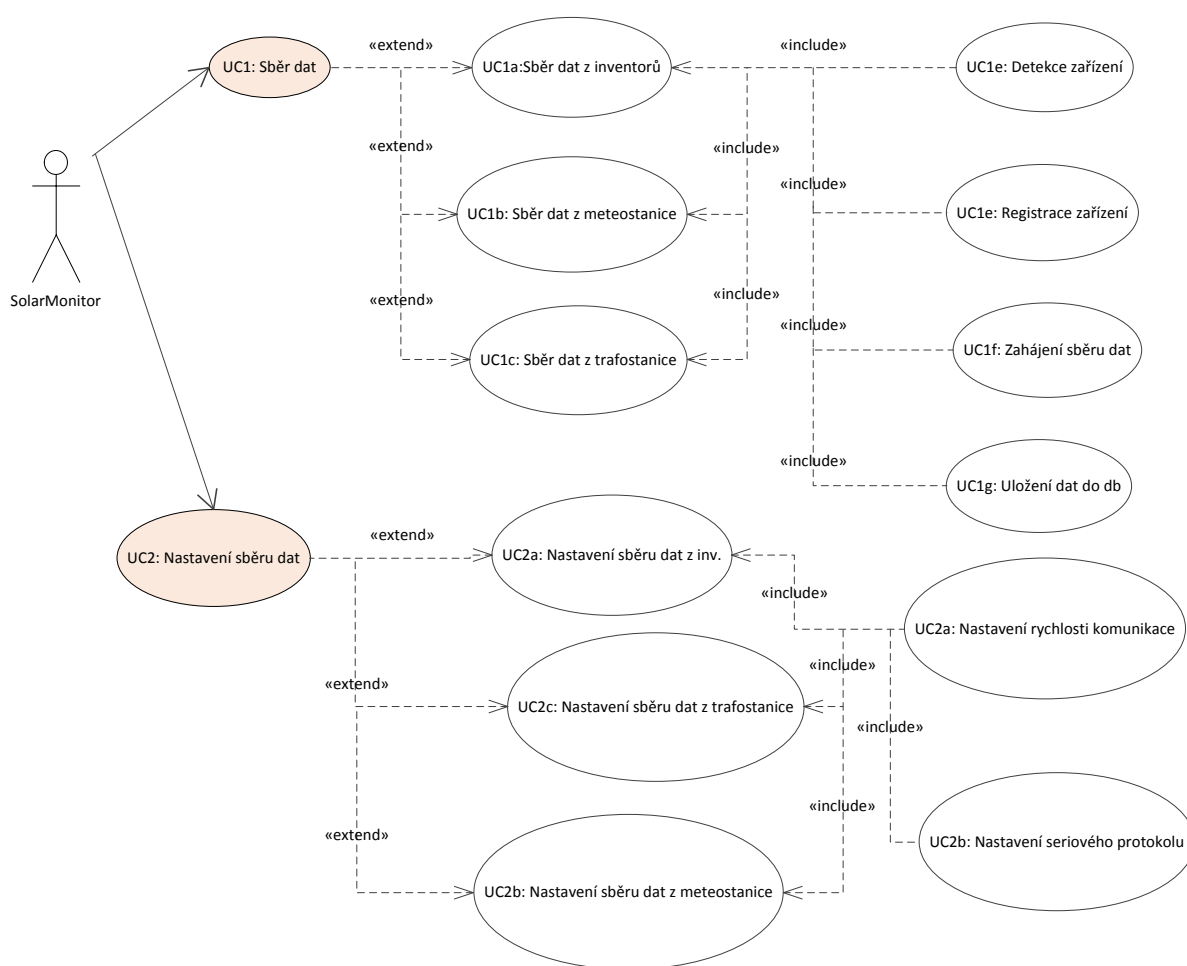 «extend»
«include»
UC1: Sběr dat
UC1a:Sběr dat z inventorů
UC1e: Detekce zařízení
«extend»
«include»
«include»
UC1b: Sběr dat z meteostanice
UC1e: Registrace zařízení
SolarMonitor
«extend»
«include»
«include»
UC1c: Sběr dat z trafostanice
UC1f: Zahájení sběru dat
«include»
UC1g: Uložení dat do db
«extend»
UC2: Nastavení sběru dat
UC2a: Nastavení sběru dat z inv.
«include»
UC2a: Nastavení rychlosti komunikace
«include»
«extend»
UC2c: Nastavení sběru dat z trafostanice
«include»
«extend»
«include»
UC2b: Nastavení seriového protokolu
UC2b: Nastavení sběru dat z meteostanice